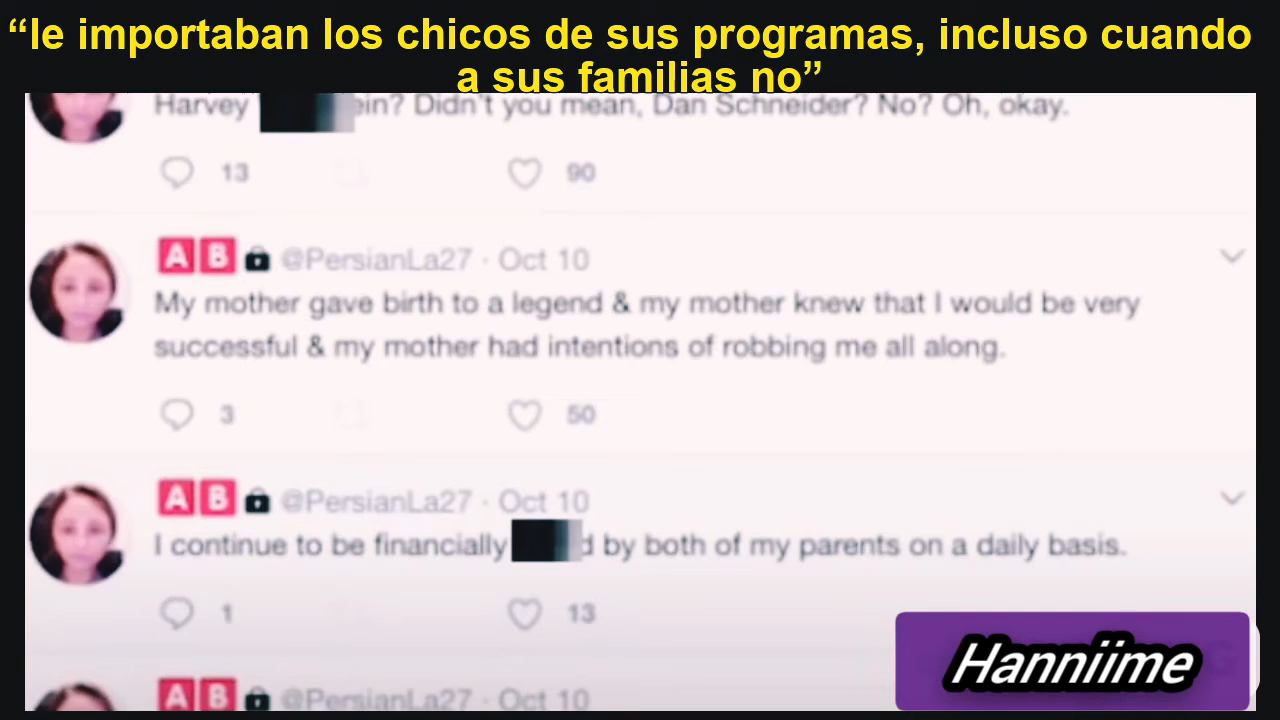 “le importaban los chicos de sus programas, incluso cuando
a sus familias no”
Harvey ein? Didn't you mean, Dan Schneider? No? Oh, okay.
13 90
A B @PersianLa27 · Oct 10
My mother gave birth to a legend & my mother knew that I would be very
successful & my mother had intentions of robbing me all along.
3 50
A B @PersianLa27 · Oct 10
I continue to be financially d by both of my parents on a daily basis.
1 13
A B @PersianLa27 · Oct 10
Hanniime